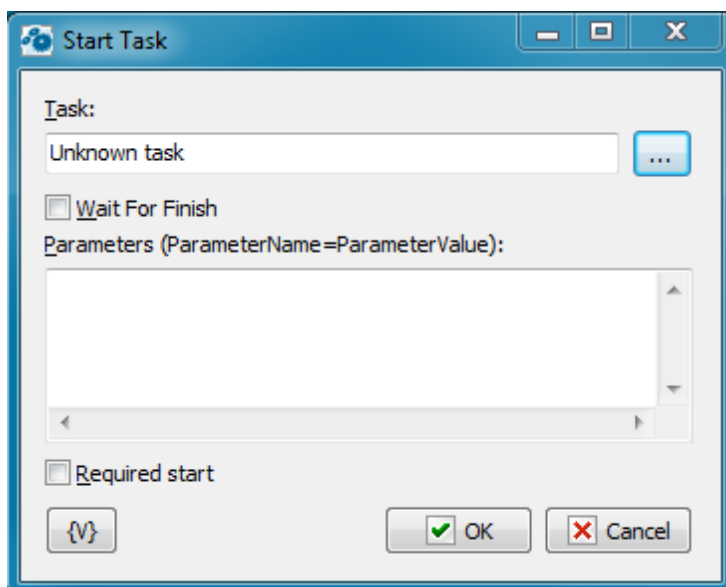 Start Task
Task:
Unknown task
...
Wait For Finish
Parameters (ParameterName=ParameterValue):
Required start
{V}
OK
Cancel